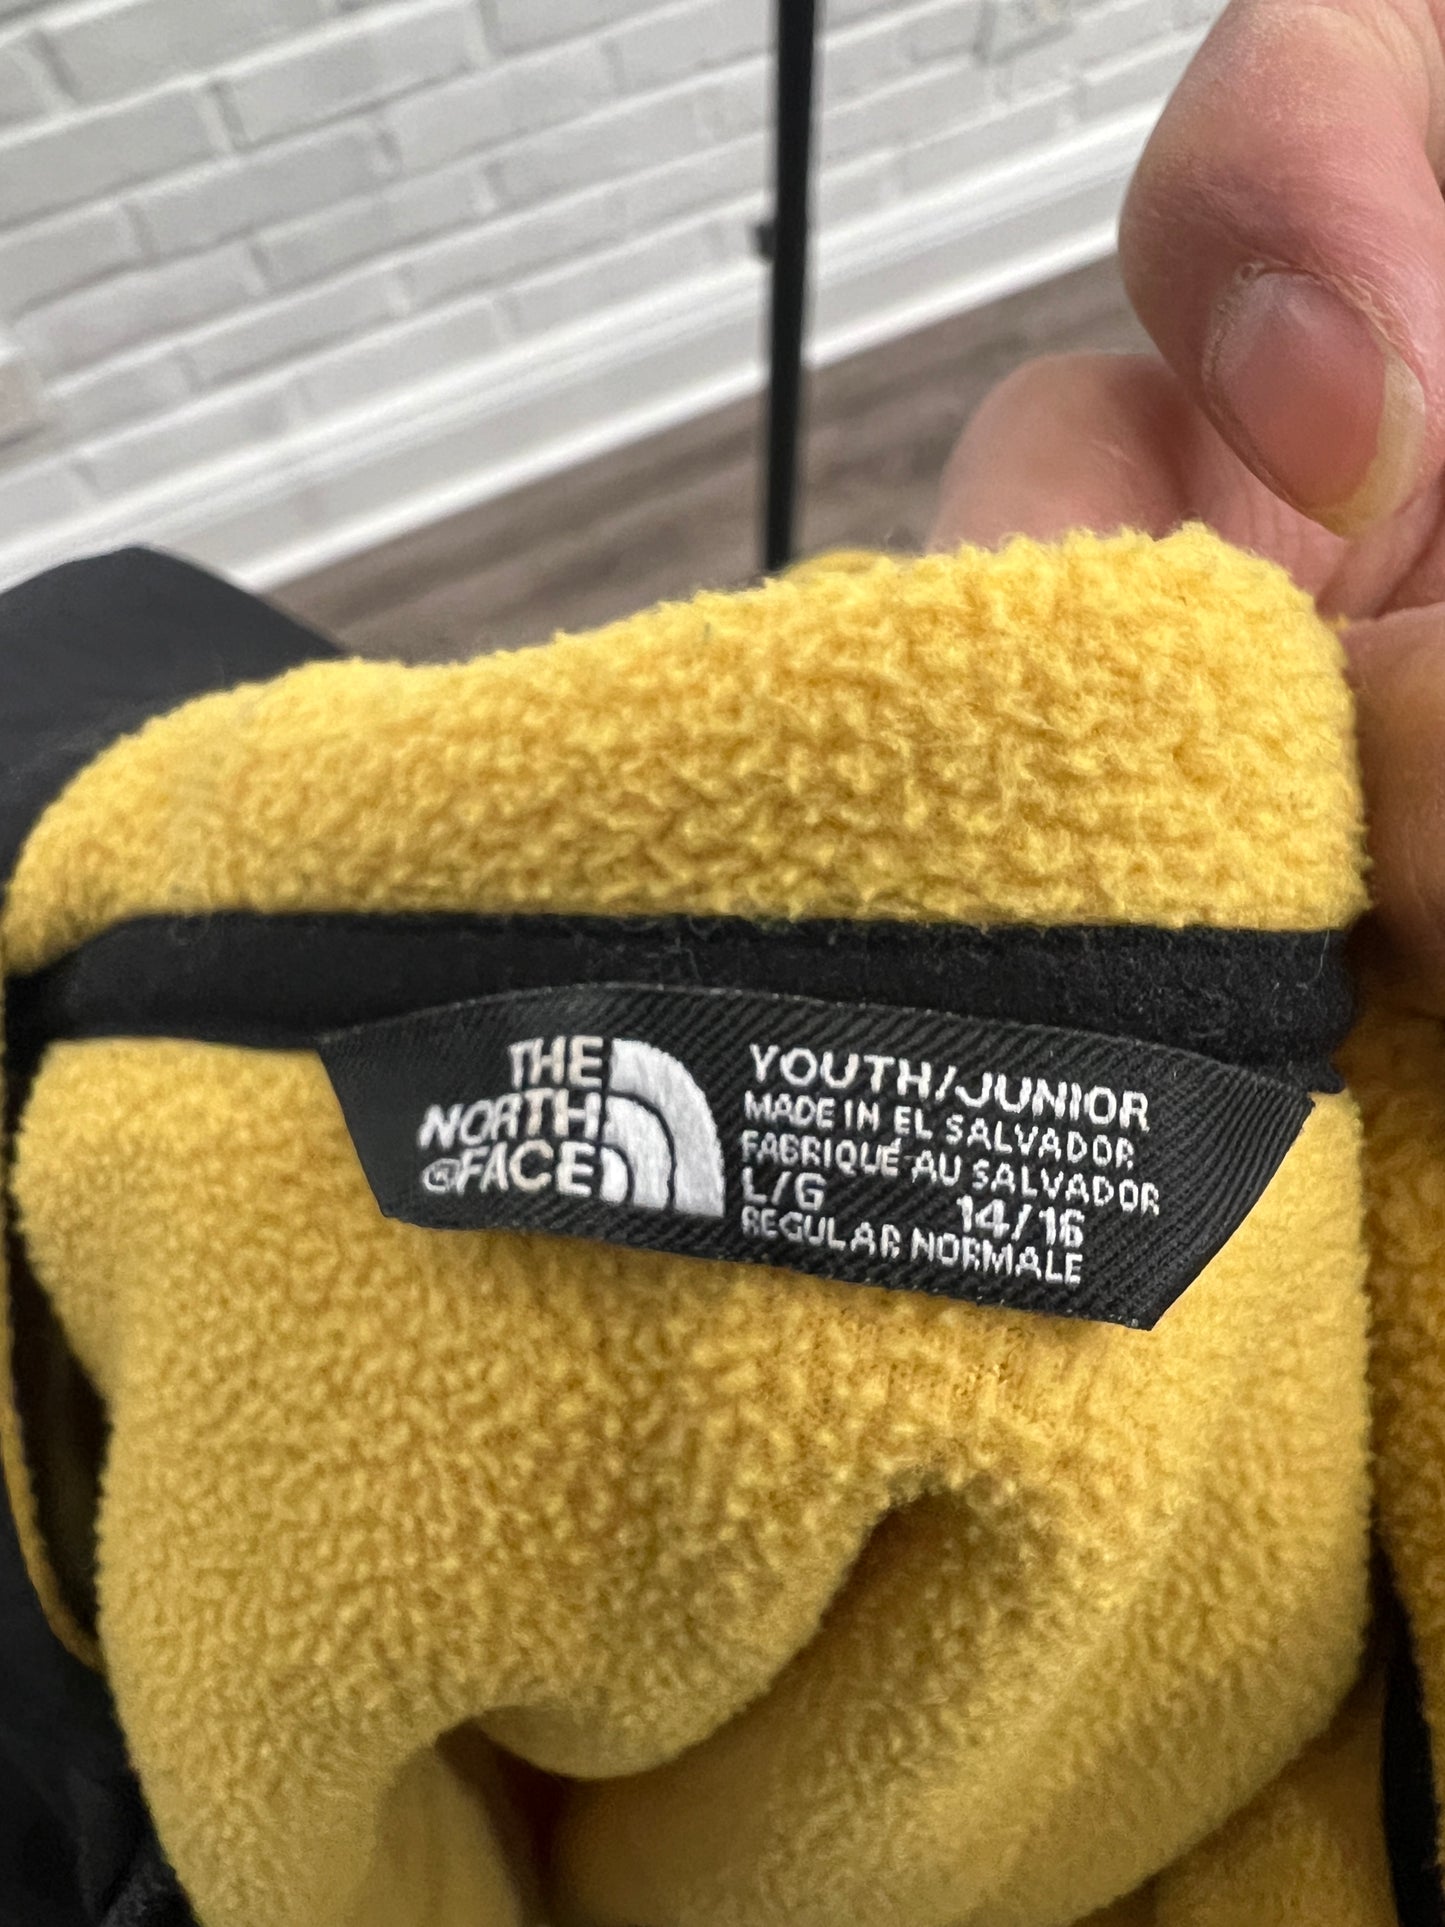 THE
NORTH
FACE
YOUTH/JUNIOR
MADE IN EL SALVADOR
FABRIQUÉ AU SALVADOR
L/G 14/16
REGULAR NORMALE